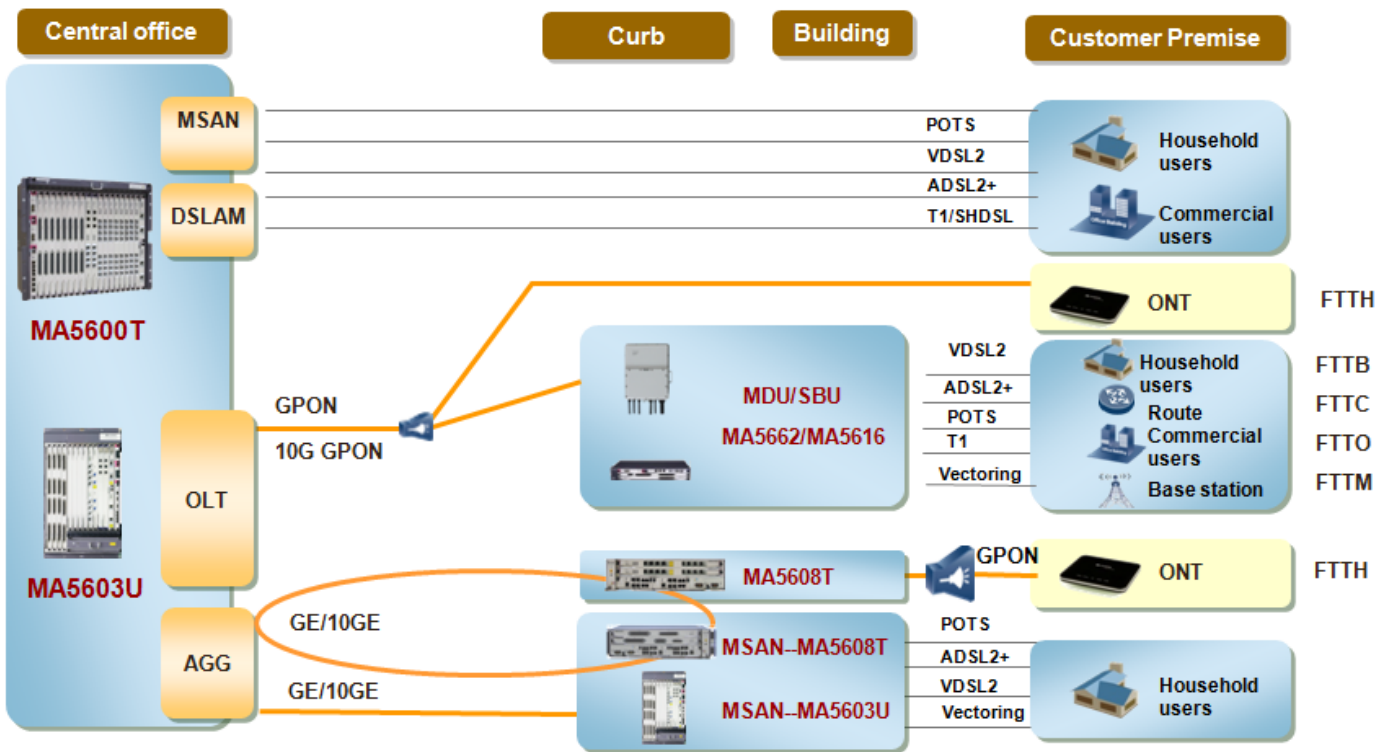 Central office
Curb
Building
Customer Premise
MSAN
POTS
VDSL2
ADSL2+
T1/SHDSL
Household
users
Commercial
users
DSLAM
MA5600T
ONT
FTTH
GPON
10G GPON
OLT
MDU/SBU
MA5662/MA5616
VDSL2
ADSL2+
POTS
T1
Vectoring
Household
users
Route
Commercial
users
Base station
FTTB
FTTC
FTTO
FTTM
MA5603U
MA5608T
GPON
ONT
FTTH
AGG
GE/10GE
GE/10GE
MSAN--MA5608T
MSAN--MA5603U
POTS
ADSL2+
VDSL2
Vectoring
Household
users